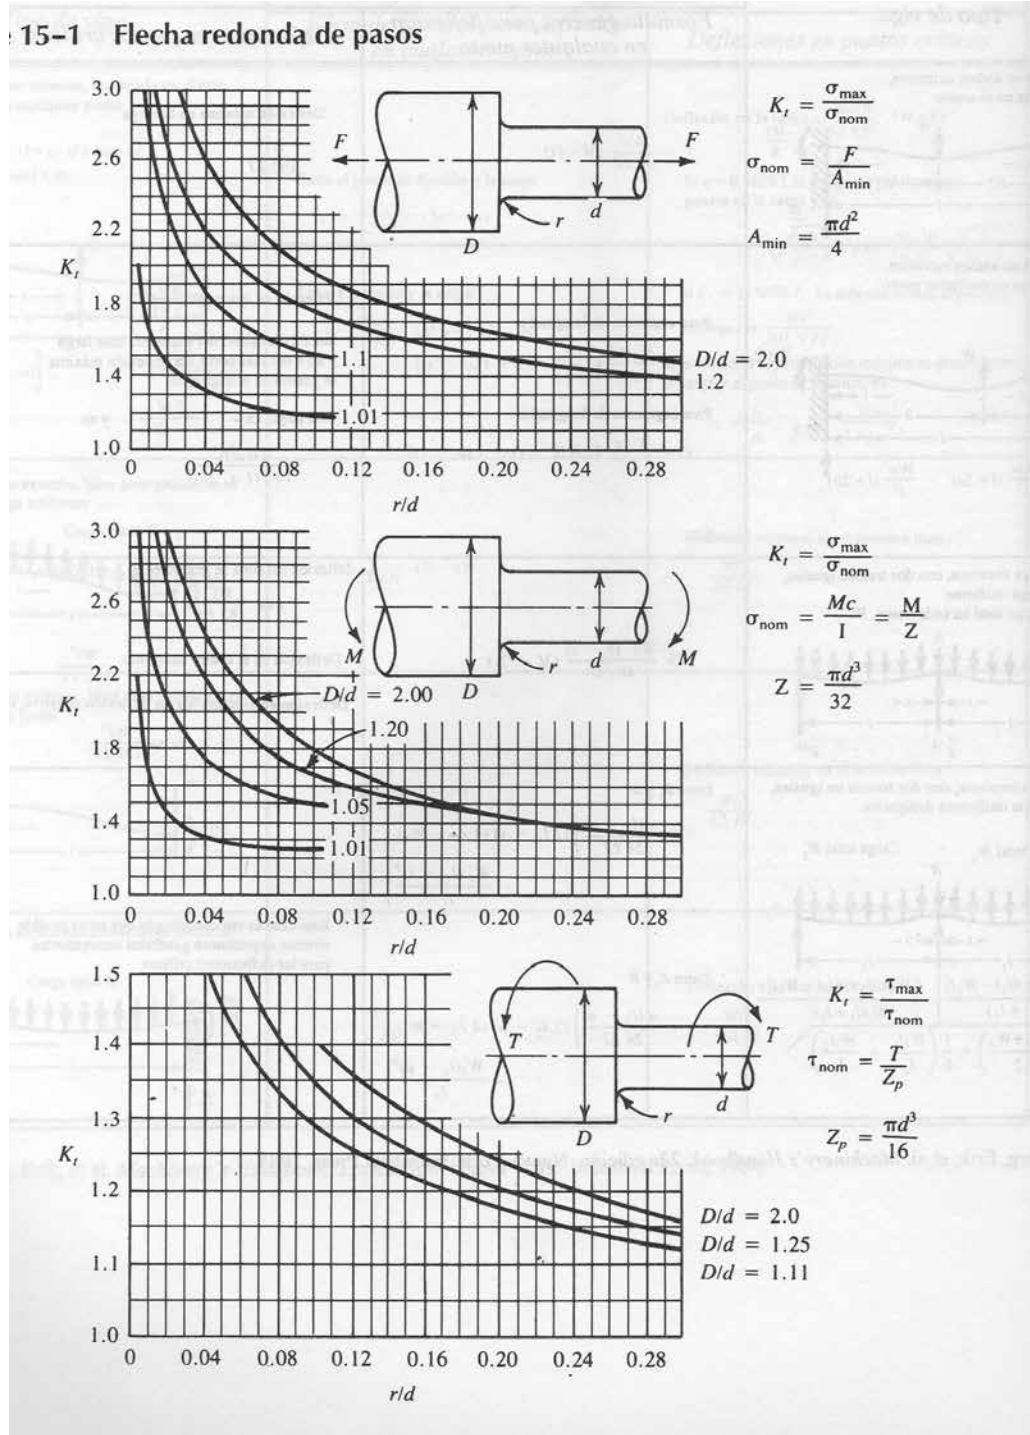 15–1 Flecha redonda de pasos
3.0
2.6
2.2
K_t
1.8
1.4
1.0
0 0.04 0.08 0.12 0.16 0.20 0.24 0.28
r/d
F
F
D
d
r
1.1
1.01
D/d = 2.0
1.2
K_t = σ_max / σ_nom
σ_nom = F / A_min
A_min = πd² / 4
3.0
2.6
2.2
K_t
1.8
1.4
1.0
0 0.04 0.08 0.12 0.16 0.20 0.24 0.28
r/d
M
M
D
d
r
D/d = 2.00
1.20
1.05
1.01
K_t = σ_max / σ_nom
σ_nom = Mc / I = M / Z
Z = πd³ / 32
1.5
1.4
1.3
K_t
1.2
1.1
1.0
0 0.04 0.08 0.12 0.16 0.20 0.24 0.28
r/d
T
T
D
d
r
D/d = 2.0
D/d = 1.25
D/d = 1.11
K_t = τ_max / τ_nom
τ_nom = T / Z_p
Z_p = πd³ / 16